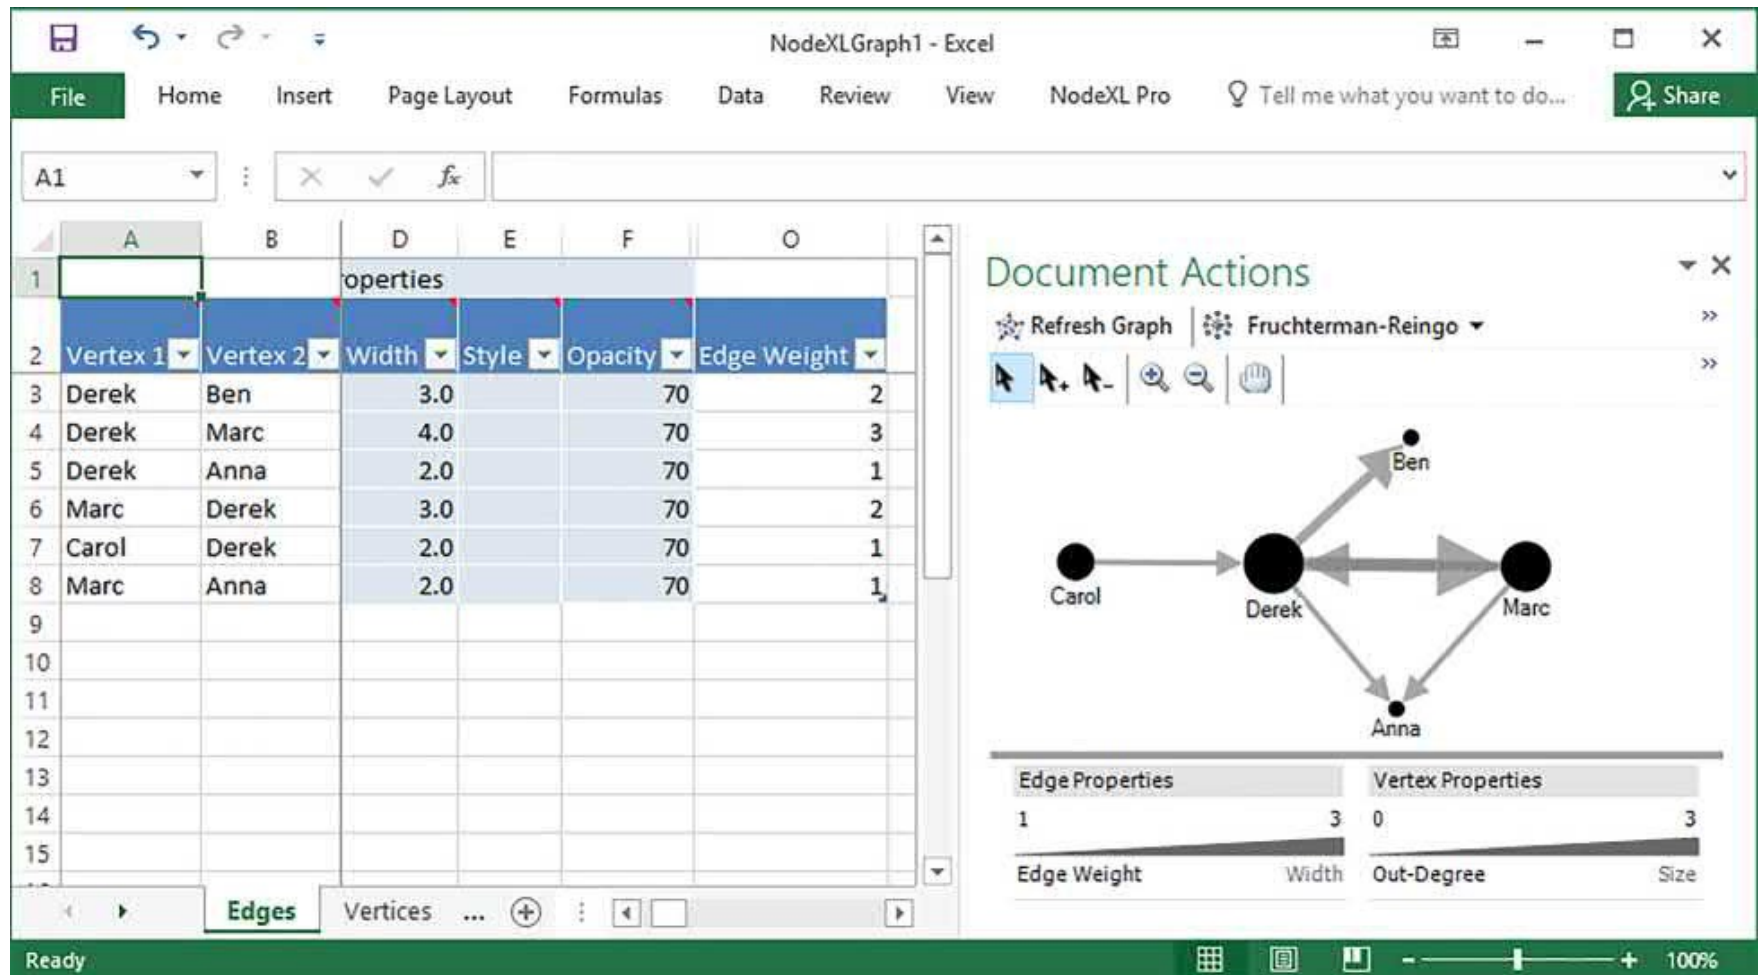 NodeXLGraph1 - Excel
File Home Insert Page Layout Formulas Data Review View NodeXL Pro Tell me what you want to do... Share
A1 fx
A B D E F O
1 operties
2 Vertex 1 Vertex 2 Width Style Opacity Edge Weight
3 Derek Ben 3.0 70 2
4 Derek Marc 4.0 70 3
5 Derek Anna 2.0 70 1
6 Marc Derek 3.0 70 2
7 Carol Derek 2.0 70 1
8 Marc Anna 2.0 70 1
9
10
11
12
13
14
15
Edges Vertices ...
Document Actions
Refresh Graph Fruchterman-Reingo
Ben
Carol
Derek
Marc
Anna
Edge Properties Vertex Properties
1 3 0 3
Edge Weight Width Out-Degree Size
Ready 100%